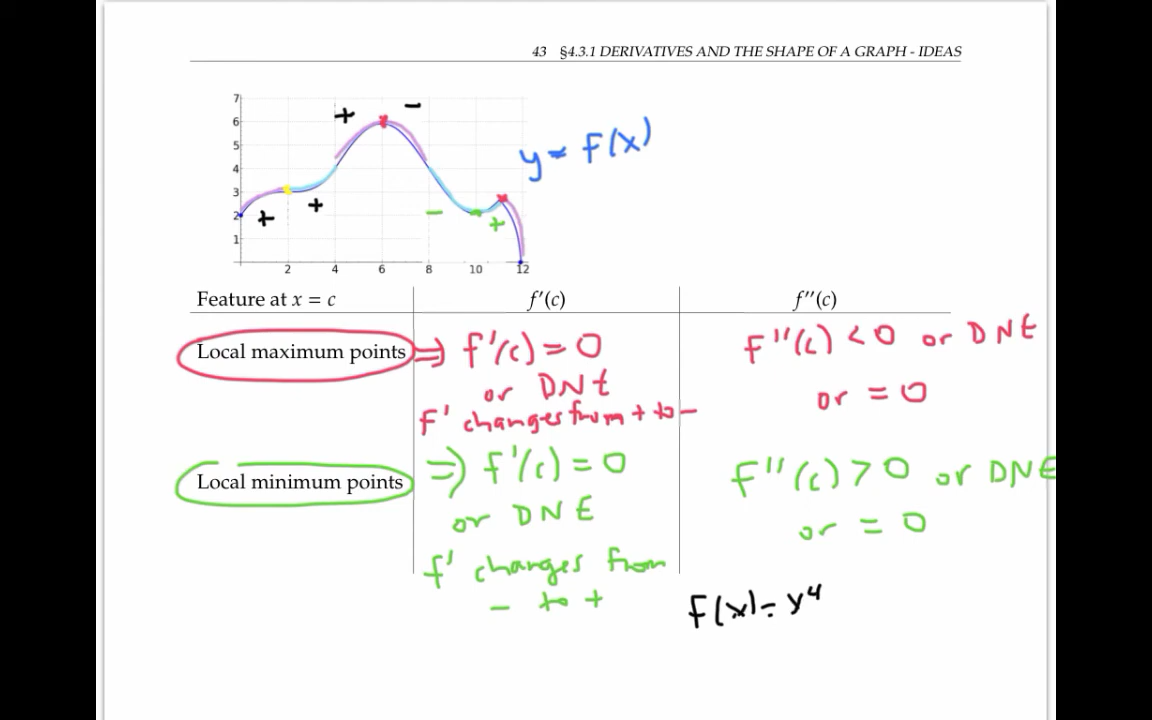 43 §4.3.1 DERIVATIVES AND THE SHAPE OF A GRAPH - IDEAS
7
6
5
4
3
2
1
2 4 6 8 10 12
+ -
+ +
- +
y = f(x)
Feature at x = c f′(c) f′′(c)
Local maximum points ⇒ f'(c) = 0
or DNE
f' changes from + to -
f''(c) < 0 or DNE
or = 0
Local minimum points ⇒ f'(c) = 0
or DNE
f' changes from
- to +
f''(c) > 0 or DNE
or = 0
f(x) = x⁴